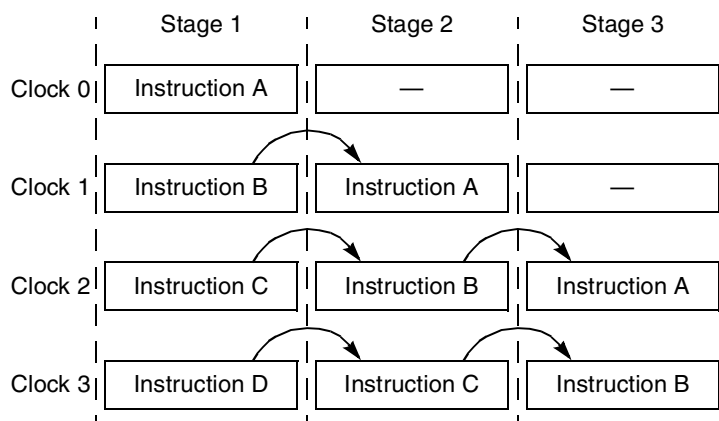 Stage 1 Stage 2 Stage 3
Clock 0 Instruction A — —
Clock 1 Instruction B Instruction A —
Clock 2 Instruction C Instruction B Instruction A
Clock 3 Instruction D Instruction C Instruction B